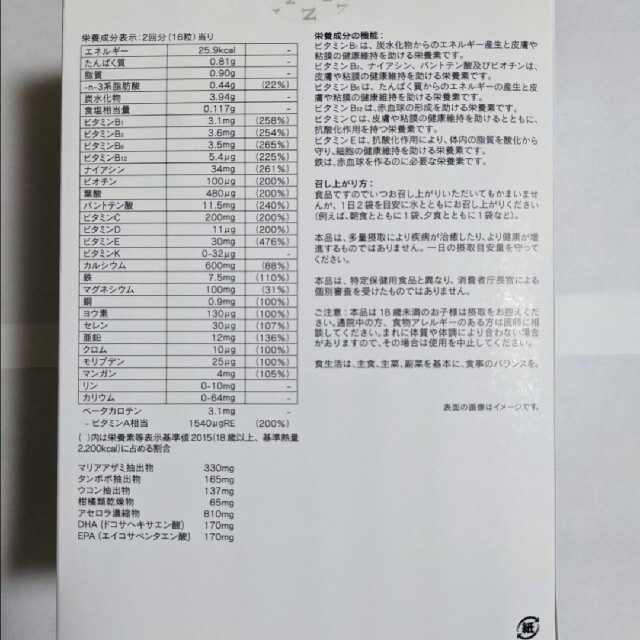 栄養成分表示：2回分（16粒）当り
エネルギー 25.9kcal -
たんぱく質 0.81g -
脂質 0.90g -
-n-3系脂肪酸 0.44g (22%)
炭水化物 3.94g -
食塩相当量 0.117g -
ビタミンB1 3.1mg (258%)
ビタミンB2 3.6mg (254%)
ビタミンB6 3.5mg (265%)
ビタミンB12 5.4μg (225%)
ナイアシン 34mg (261%)
ビオチン 100μg (200%)
葉酸 480μg (200%)
パントテン酸 11.5mg (240%)
ビタミンC 200mg (200%)
ビタミンD 11μg (200%)
ビタミンE 30mg (476%)
ビタミンK 0-32μg -
カルシウム 600mg (88%)
鉄 7.5mg (110%)
マグネシウム 100mg (31%)
銅 0.9mg (100%)
ヨウ素 130μg (100%)
セレン 30μg (107%)
亜鉛 12mg (136%)
クロム 10μg (100%)
モリブデン 25μg (100%)
マンガン 4mg (105%)
リン 0-10mg -
カリウム 0-64mg -
ベータカロテン 3.1mg -
- ビタミンA相当 1540μgRE (200%)
( )内は栄養素等表示基準値2015(18歳以上、基準熱量
2,200kcal)に占める割合
マリアアザミ抽出物 330mg
タンポポ抽出物 165mg
ウコン抽出物 137mg
柑橘類乾燥物 65mg
アセロラ濃縮物 810mg
DHA (ドコサヘキサエン酸) 170mg
EPA (エイコサペンタエン酸) 170mg
栄養成分の機能：
ビタミンB1は、炭水化物からのエネルギー産生と皮膚や
粘膜の健康維持を助ける栄養素です。
ビタミンB2、ナイアシン、パントテン酸及びビオチンは、
皮膚や粘膜の健康維持を助ける栄養素です。
ビタミンB6は、たんぱく質からのエネルギーの産生と皮
膚や粘膜の健康維持を助ける栄養素です。
ビタミンB12は、赤血球の形成を助ける栄養素です。
ビタミンCは、皮膚や粘膜の健康維持を助けるとともに、
抗酸化作用を持つ栄養素です。
ビタミンEは、抗酸化作用により、体内の脂質を酸化から
守り、細胞の健康維持を助ける栄養素です。
鉄は、赤血球を作るのに必要な栄養素です。
召し上がり方：
食品ですのでいつお召し上がりいただいてもかまいませ
んが、1日2袋を目安に水とともにお召し上がりください
(例えば、朝食とともに1袋、夕食とともに1袋など)。
本品は、多量摂取により疾病が治癒したり、より健康が増
進するものではありません。一日の摂取目安量を守って
ください。
本品は、特定保健用食品と異なり、消費者庁長官による
個別審査を受けたものではありません。
ご注意：本品は18歳未満のお子様は摂取をお控えくだ
さい。通院中の方、食物アレルギーのある方は医師に相
談してください。まれに体質や体調により合わない場合
がありますので、その場合は使用を中止してください。
食生活は、主食、主菜、副菜を基本に、食事のバランスを。
表面の画像はイメージです。
紙